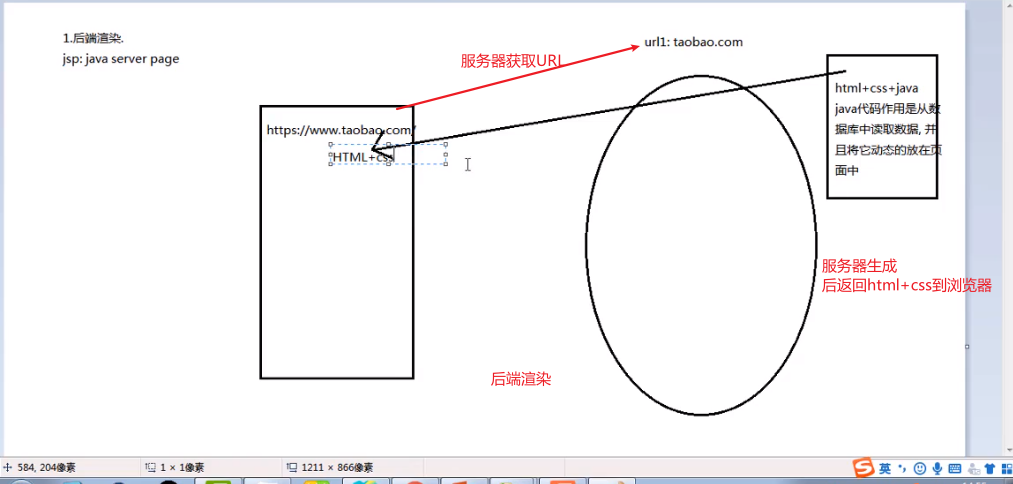 1.后端渲染.
jsp: java server page
服务器获取URL
url1: taobao.com
https://www.taobao.com/
HTML+css
html+css+java
java代码作用是从数
据库中读取数据, 并
且将它动态的放在页
面中
服务器生成
后返回html+css到浏览器
后端渲染
584, 204像素
1 × 1像素
1211 × 866像素
英